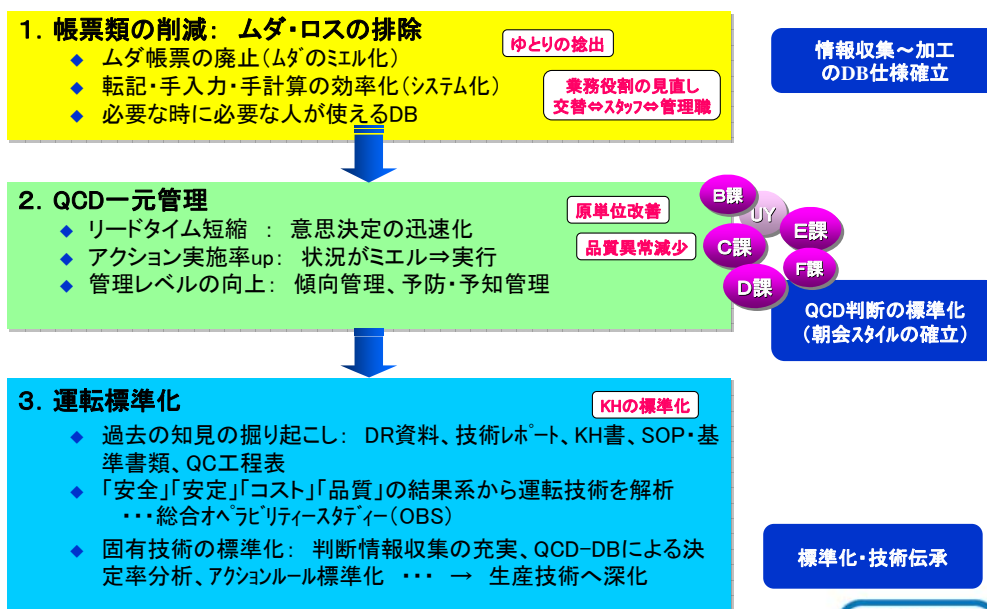 1．帳票類の削減：　ムダ・ロスの排除
ゆとりの捻出
◆　ムダ帳票の廃止（ﾑﾀﾞのﾐｴﾙ化）
◆　転記・手入力・手計算の効率化（ｼｽﾃﾑ化）
◆　必要な時に必要な人が使えるDB
業務役割の見直し
交替⇔ｽﾀｯﾌ⇔管理職
情報収集～加工
のDB仕様確立
2．QCD一元管理
◆　リードタイム短縮　：　意思決定の迅速化
◆　アクション実施率up：　状況がミエル⇒実行
◆　管理レベルの向上：　傾向管理、予防・予知管理
原単位改善
品質異常減少
B課
UY
E課
C課
F課
D課
QCD判断の標準化
（朝会ｽﾀｲﾙの確立）
3．運転標準化
KHの標準化
◆　過去の知見の掘り起こし：　DR資料、技術ﾚﾎﾟｰﾄ、KH書、SOP・基
準書類、QC工程表
◆　「安全」「安定」「コスト」「品質」の結果系から運転技術を解析
・・・総合ｵﾍﾟﾗﾋﾞﾘﾃｨｰｽﾀﾃﾞｨｰ（OBS）
◆　固有技術の標準化：　判断情報収集の充実、QCD-DBによる決
定率分析、ｱｸｼｮﾝﾙｰﾙ標準化　・・・　→　生産技術へ深化
標準化・技術伝承